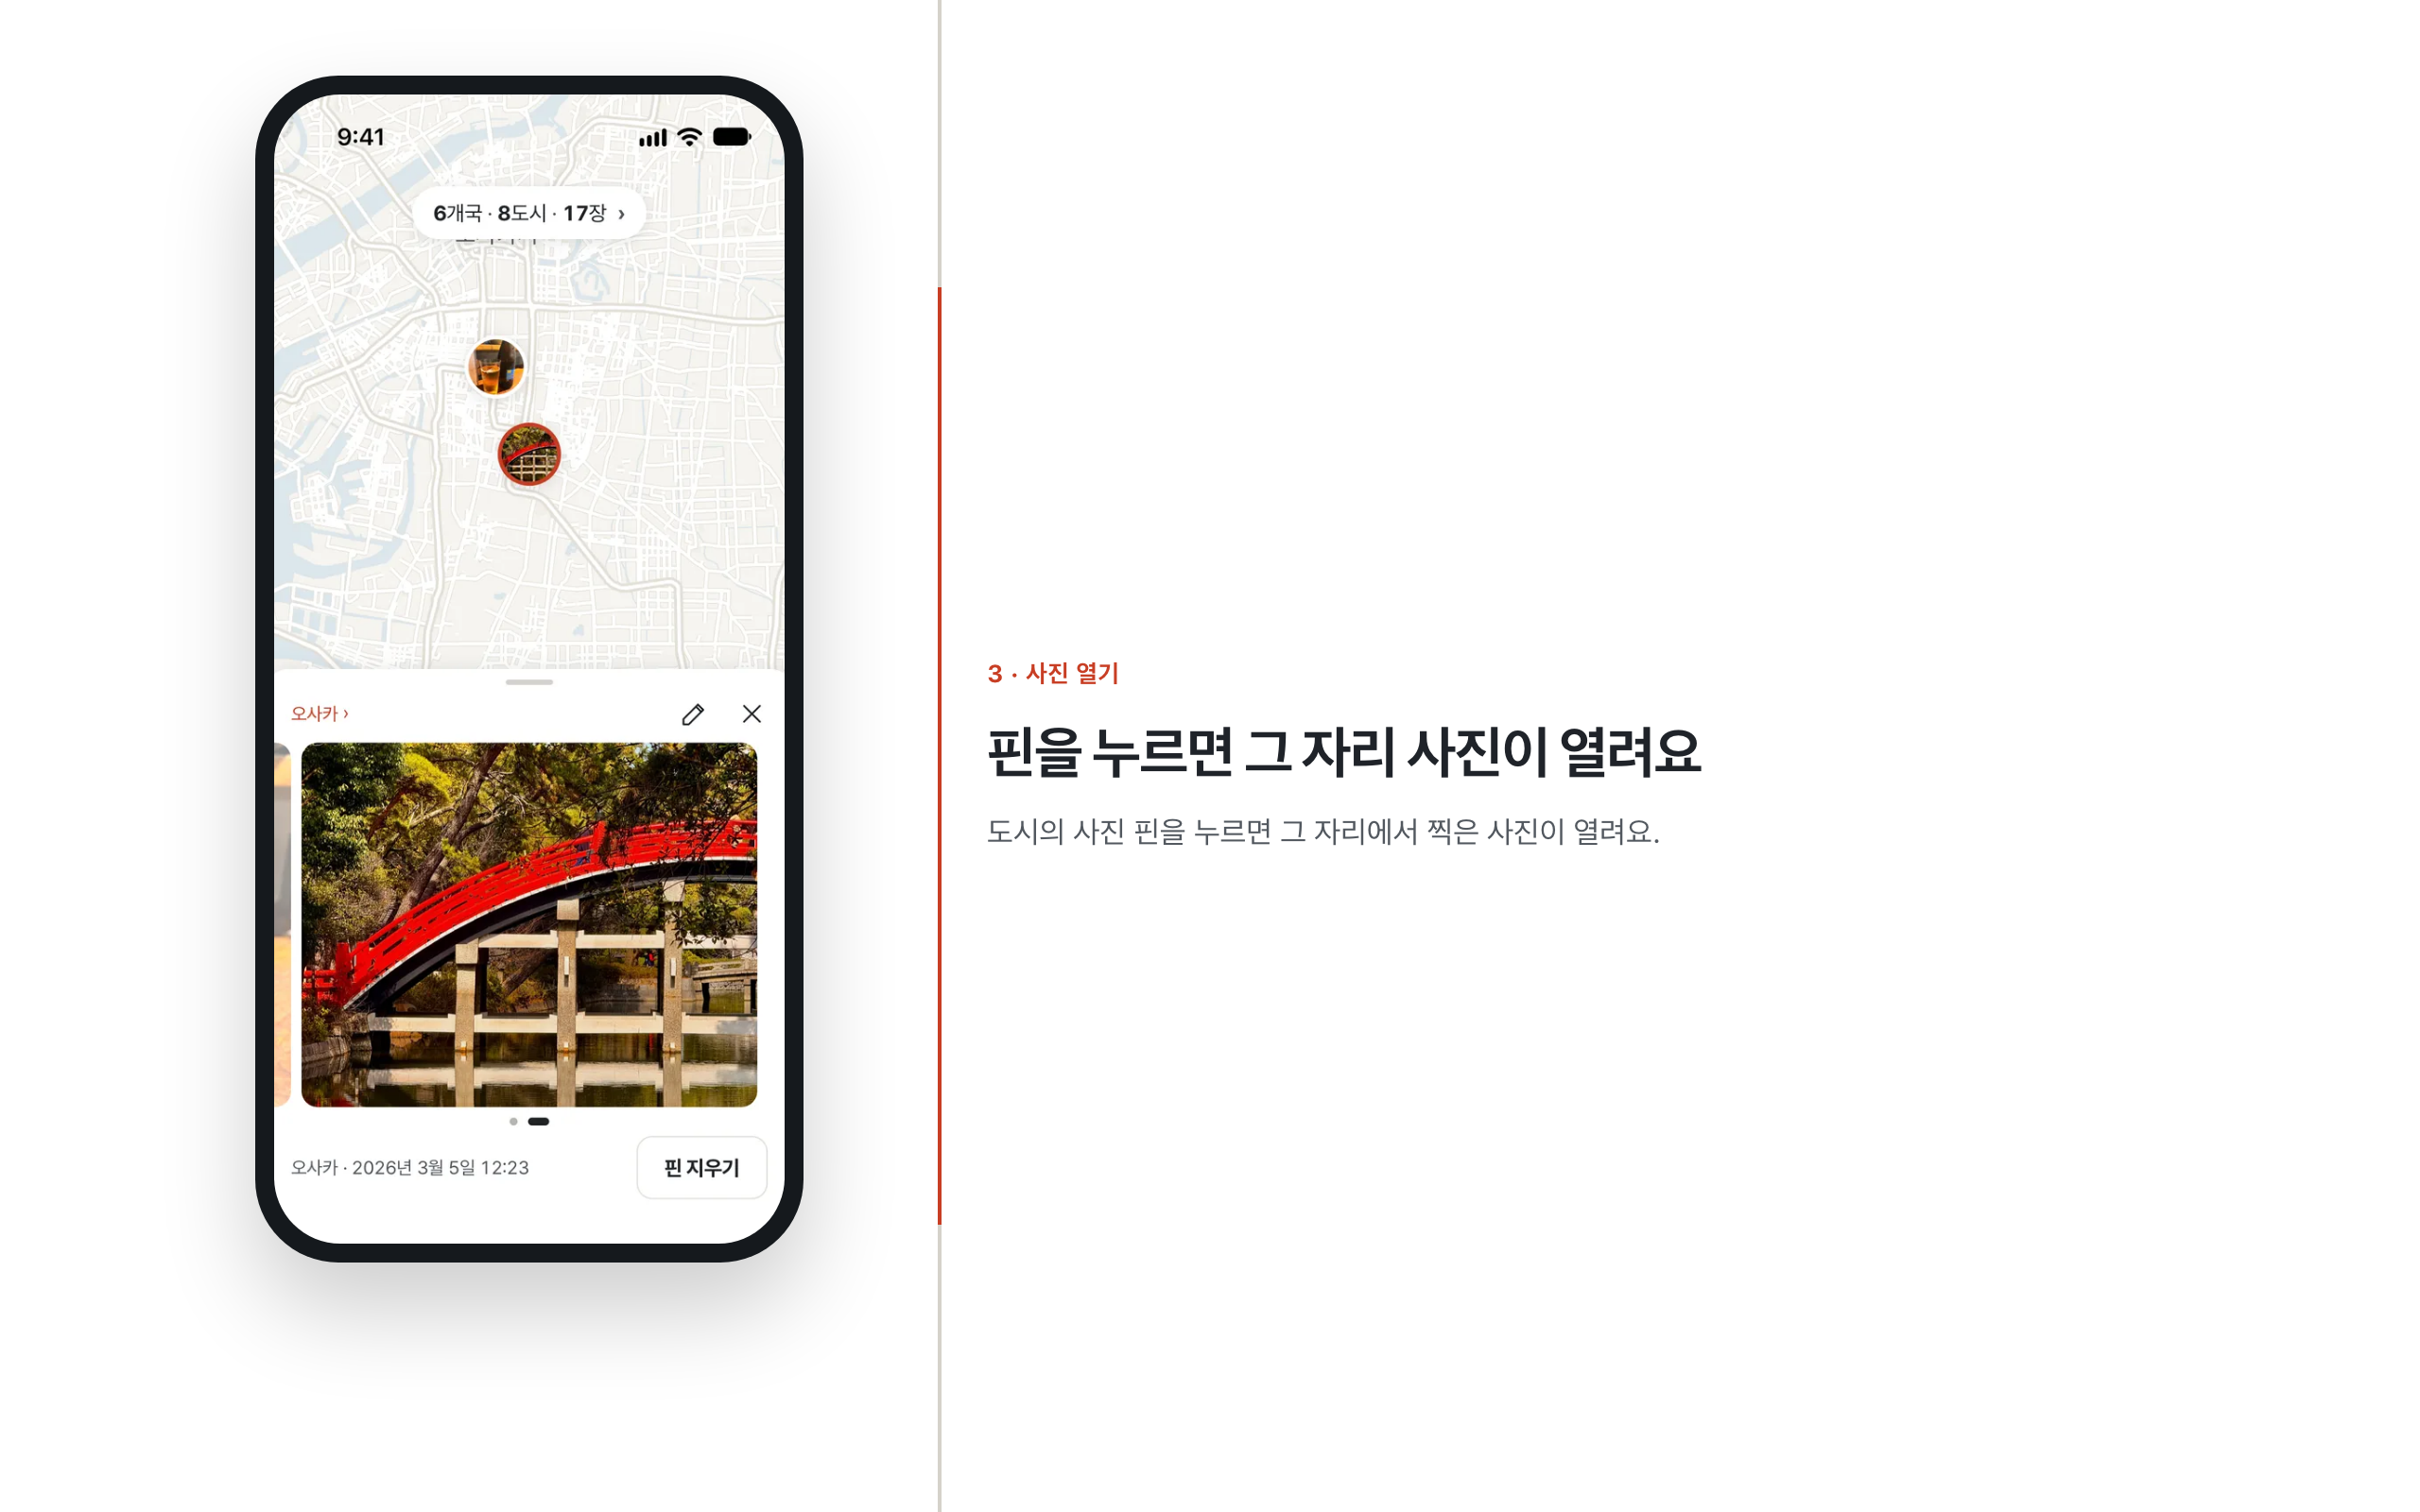 9:41
6개국 · 8도시 · 17장 ›
오사카 ›
오사카 · 2026년 3월 5일 12:23
핀 지우기
3 · 사진 열기
핀을 누르면 그 자리 사진이 열려요
도시의 사진 핀을 누르면 그 자리에서 찍은 사진이 열려요.